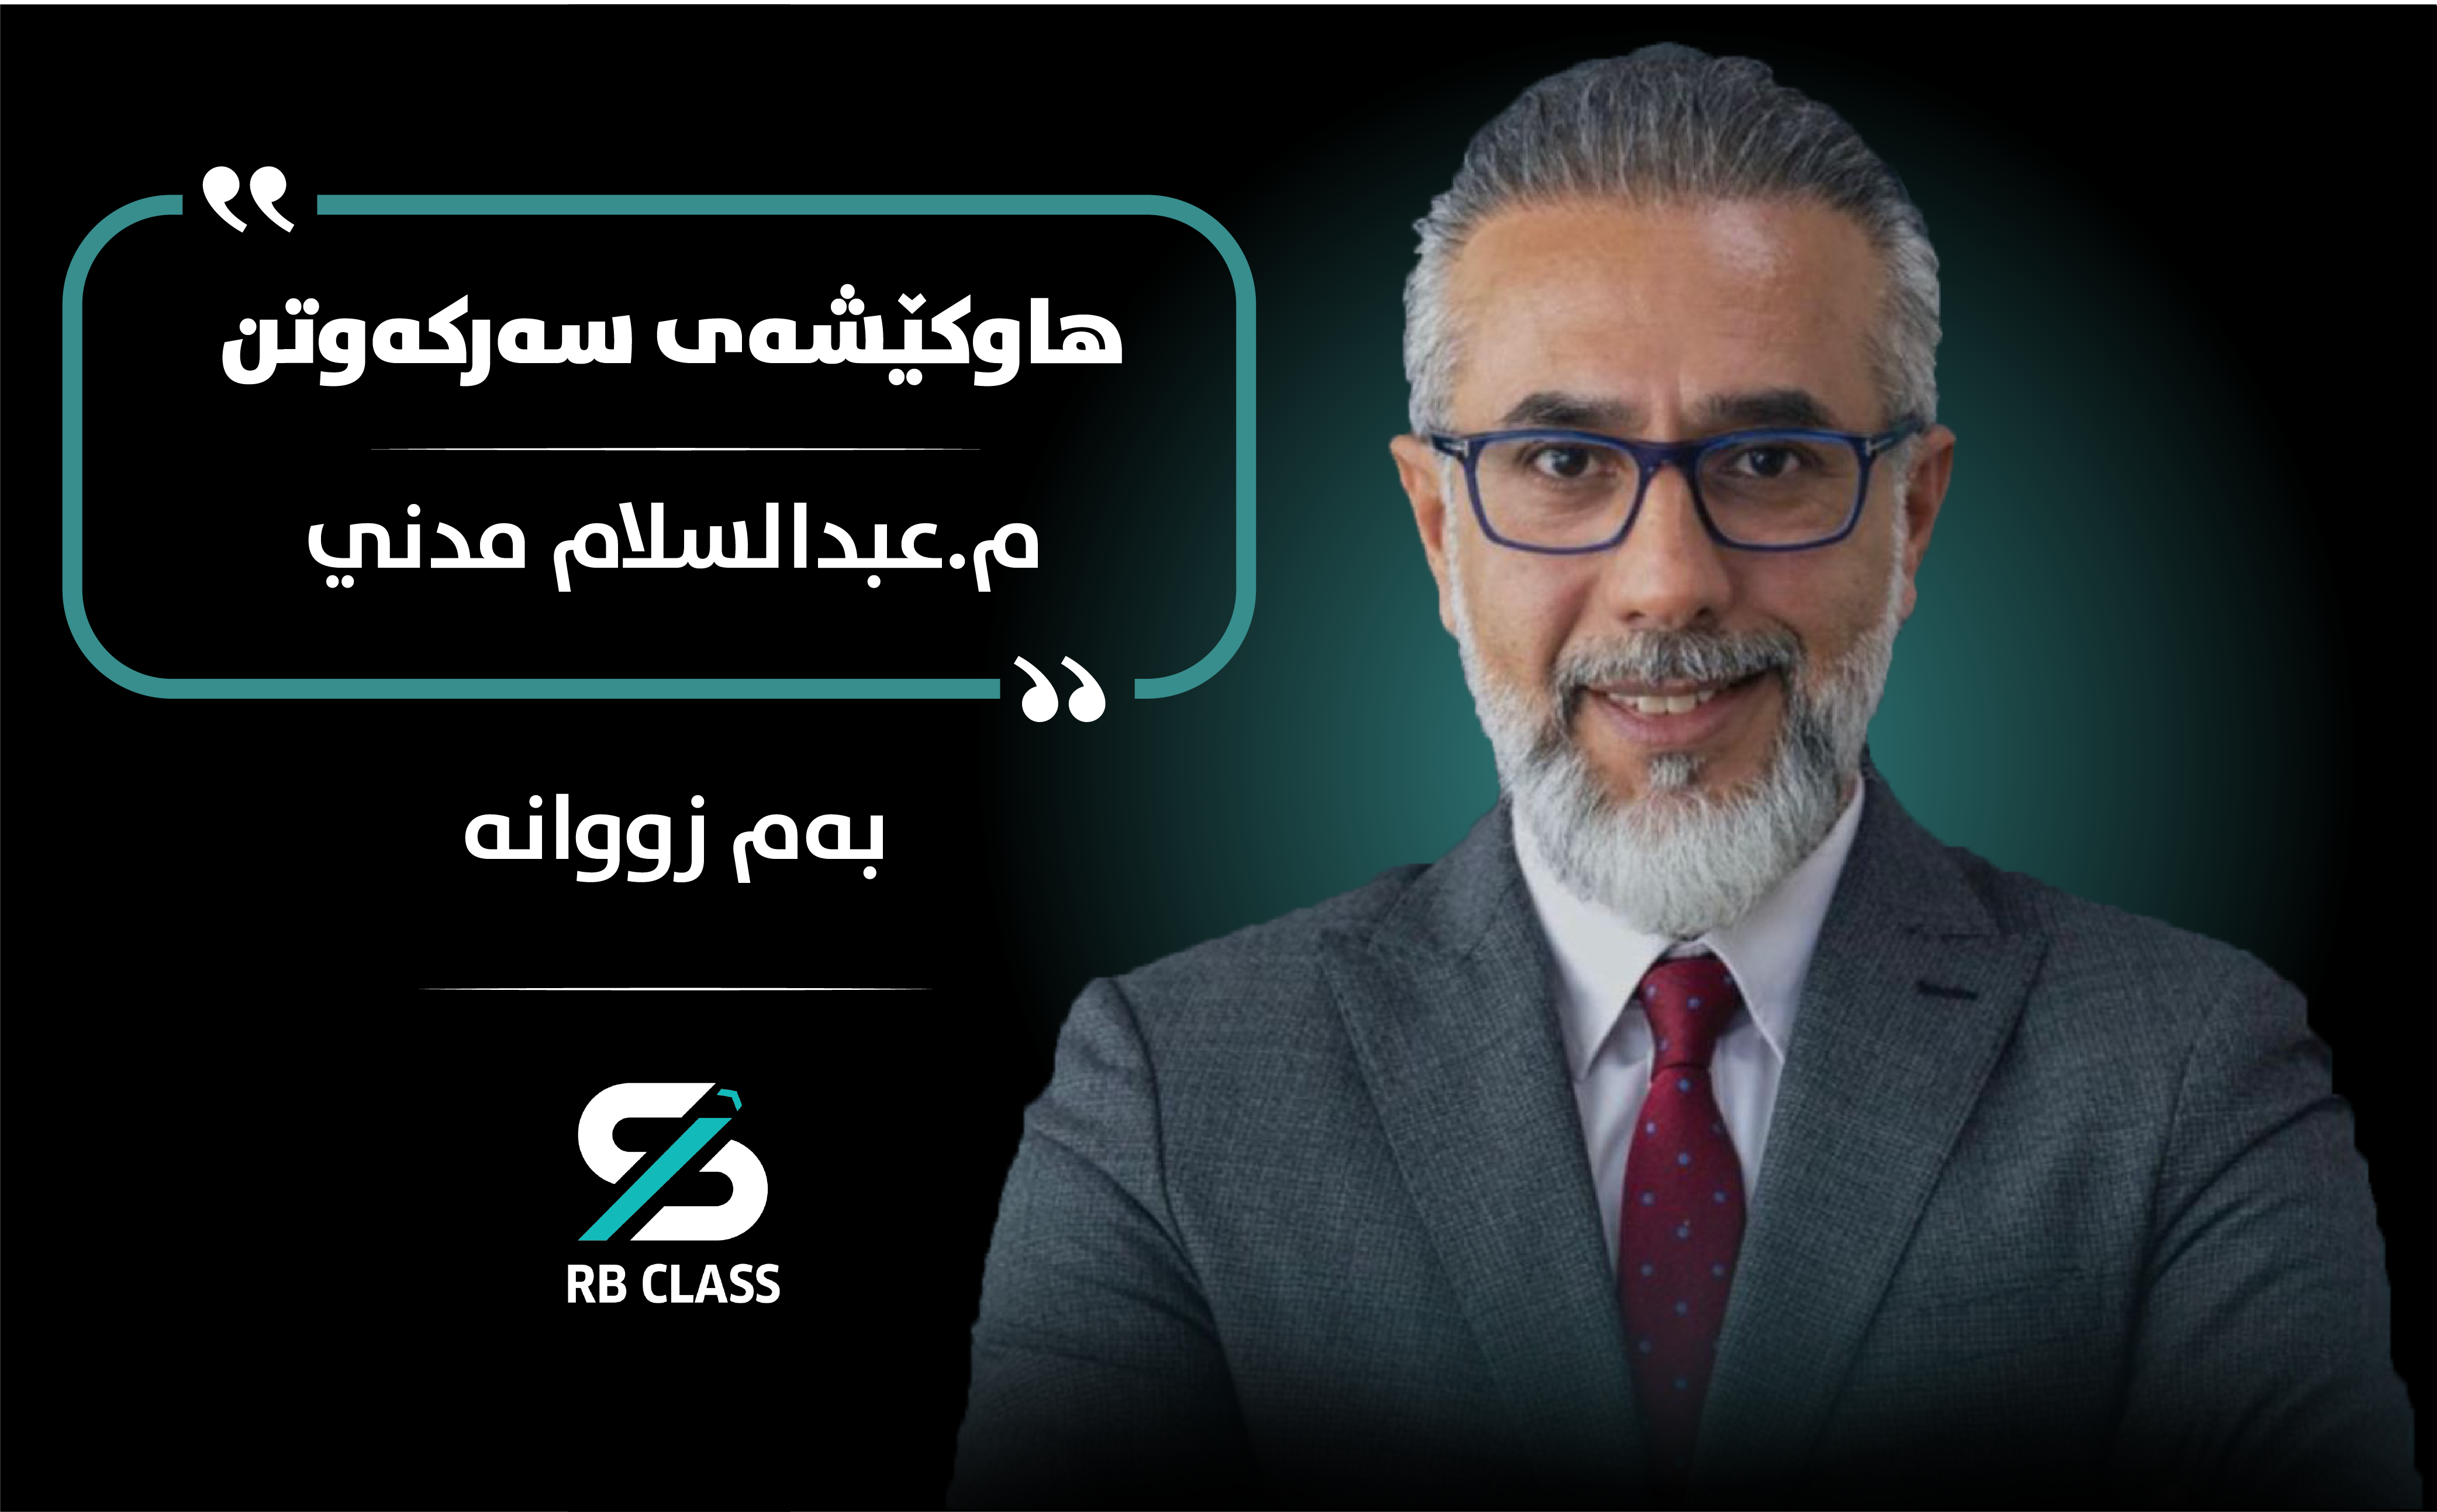 هاوکێشەی سەرکەوتن
م.عبدالسلام مدني
بەم زووانە
RB CLASS